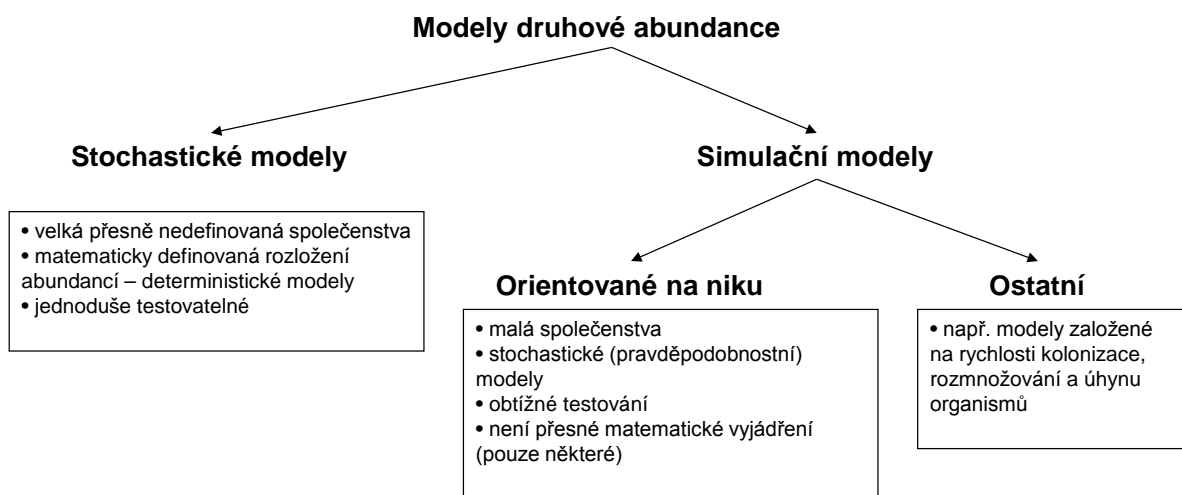 Modely druhové abundance
Stochastické modely
Simulační modely
• velká přesně nedefinovaná společenstva
• matematicky definovaná rozložení
abundancí – deterministické modely
• jednoduše testovatelné
Orientované na niku
• malá společenstva
• stochastické (pravděpodobnostní)
modely
• obtížné testování
• není přesné matematické vyjádření
(pouze některé)
Ostatní
• např. modely založené
na rychlosti kolonizace,
rozmnožování a úhynu
organismů